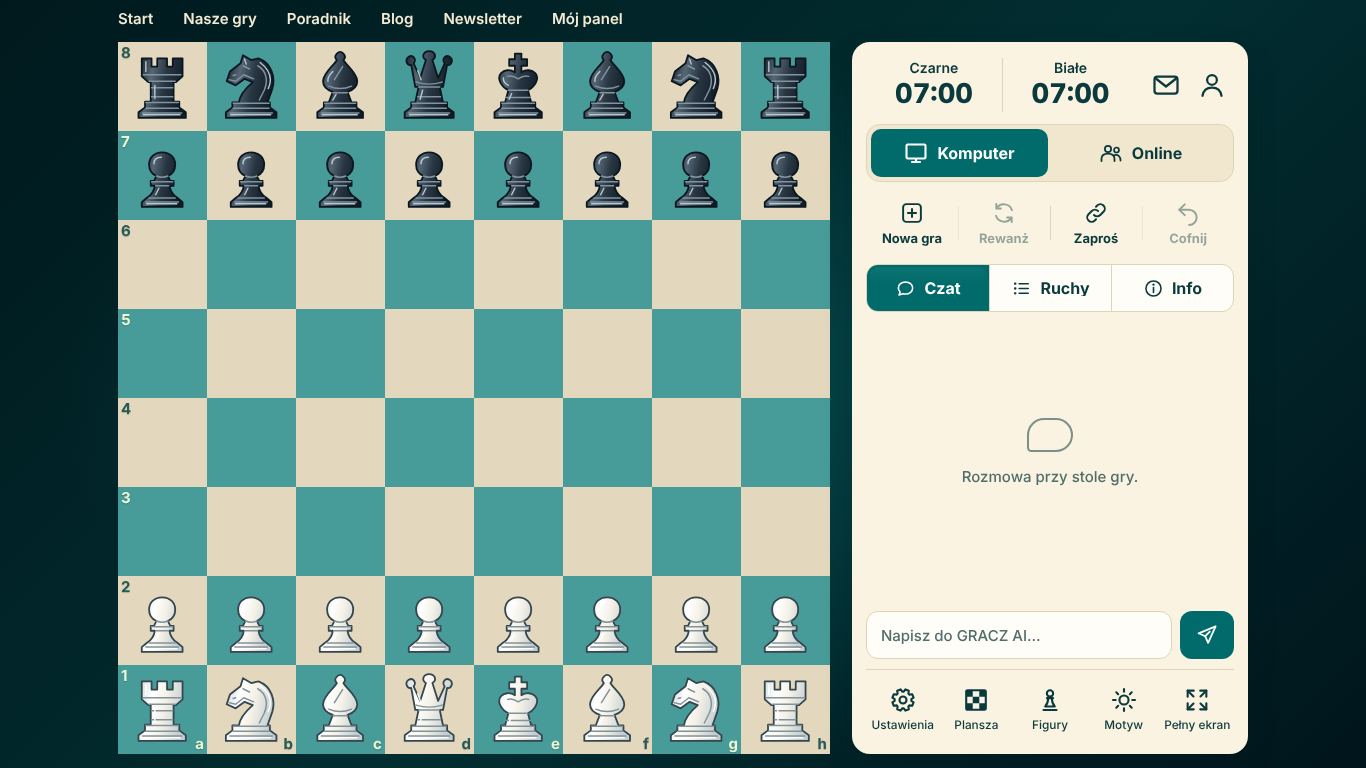 Start Nasze gry Poradnik Blog Newsletter Mój panel
8
7
6
5
4
3
2
1
a b c d e f g h
Czarne Białe
07:00 07:00
Komputer Online
Nowa gra Rewanż Zaproś Cofnij
Czat Ruchy Info
Rozmowa przy stole gry.
Napisz do GRACZ AI...
Ustawienia Plansza Figury Motyw Pełny ekran